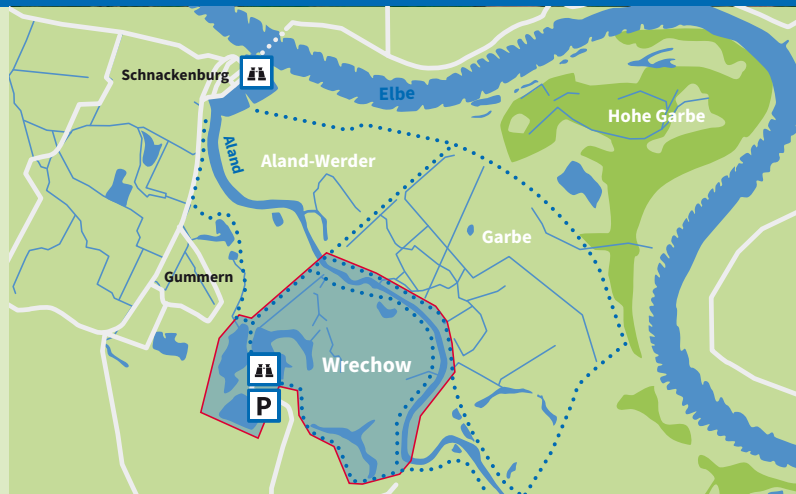 Schnackenburg
Elbe
Hohe Garbe
Aland
Aland-Werder
Garbe
Gummern
Wrechow
P